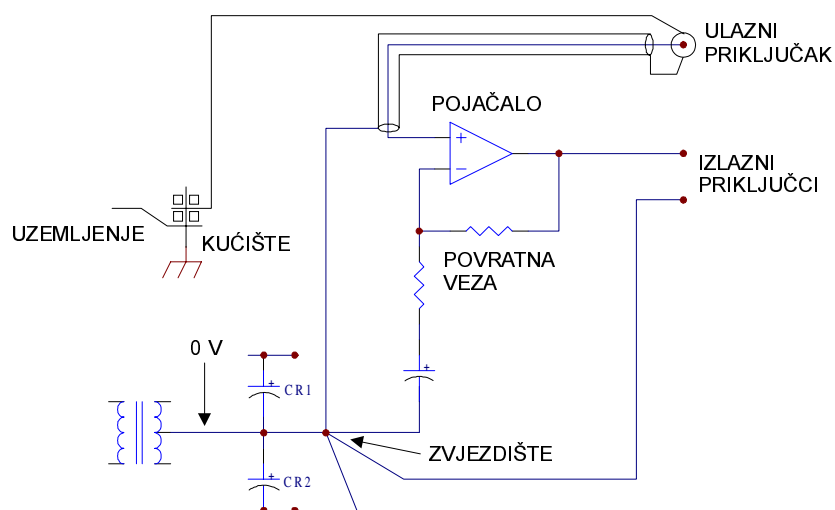 ULAZNI
PRIKLJUČAK
POJAČALO
+
−
IZLAZNI
PRIKLJUČCI
UZEMLJENJE
KUĆIŠTE
POVRATNA
VEZA
0 V
+
CR1
+
ZVJEZDIŠTE
+
CR2